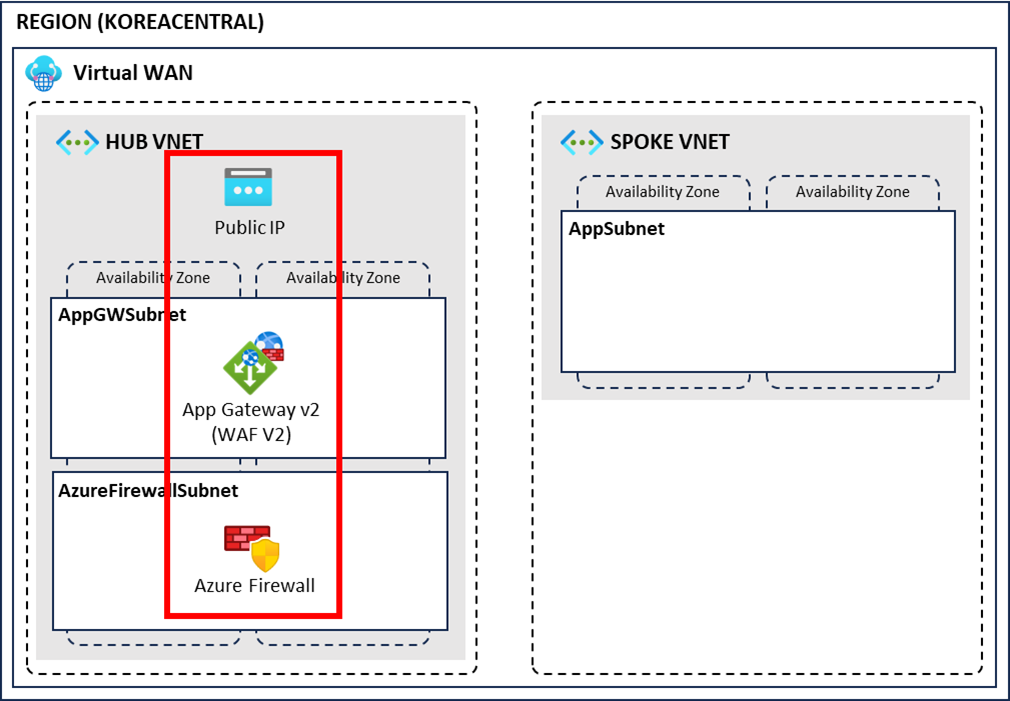 REGION (KOREACENTRAL)
Virtual WAN
HUB VNET
Public IP
Availability Zone
Availability Zone
AppGWSubnet
App Gateway v2
(WAF V2)
AzureFirewallSubnet
Azure Firewall
SPOKE VNET
Availability Zone
Availability Zone
AppSubnet